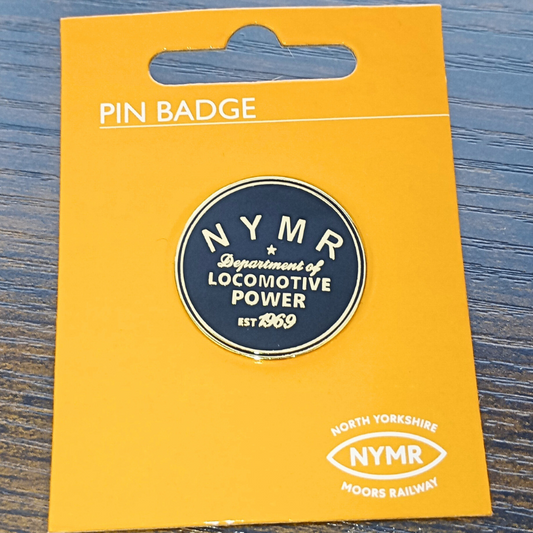 PIN BADGE
NYMR
Department of
LOCOMOTIVE
POWER
EST 1969
NORTH YORKSHIRE
NYMR
MOORS RAILWAY